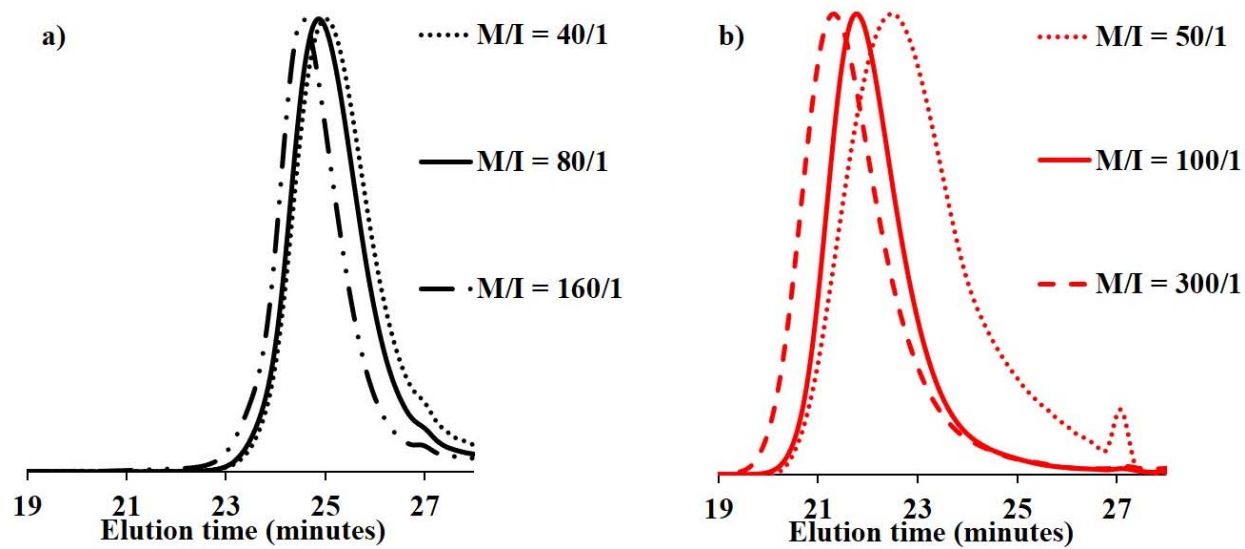 a)
M/I = 40/1
M/I = 80/1
M/I = 160/1
19 21 23 25 27
Elution time (minutes)
b)
M/I = 50/1
M/I = 100/1
M/I = 300/1
19 21 23 25 27
Elution time (minutes)